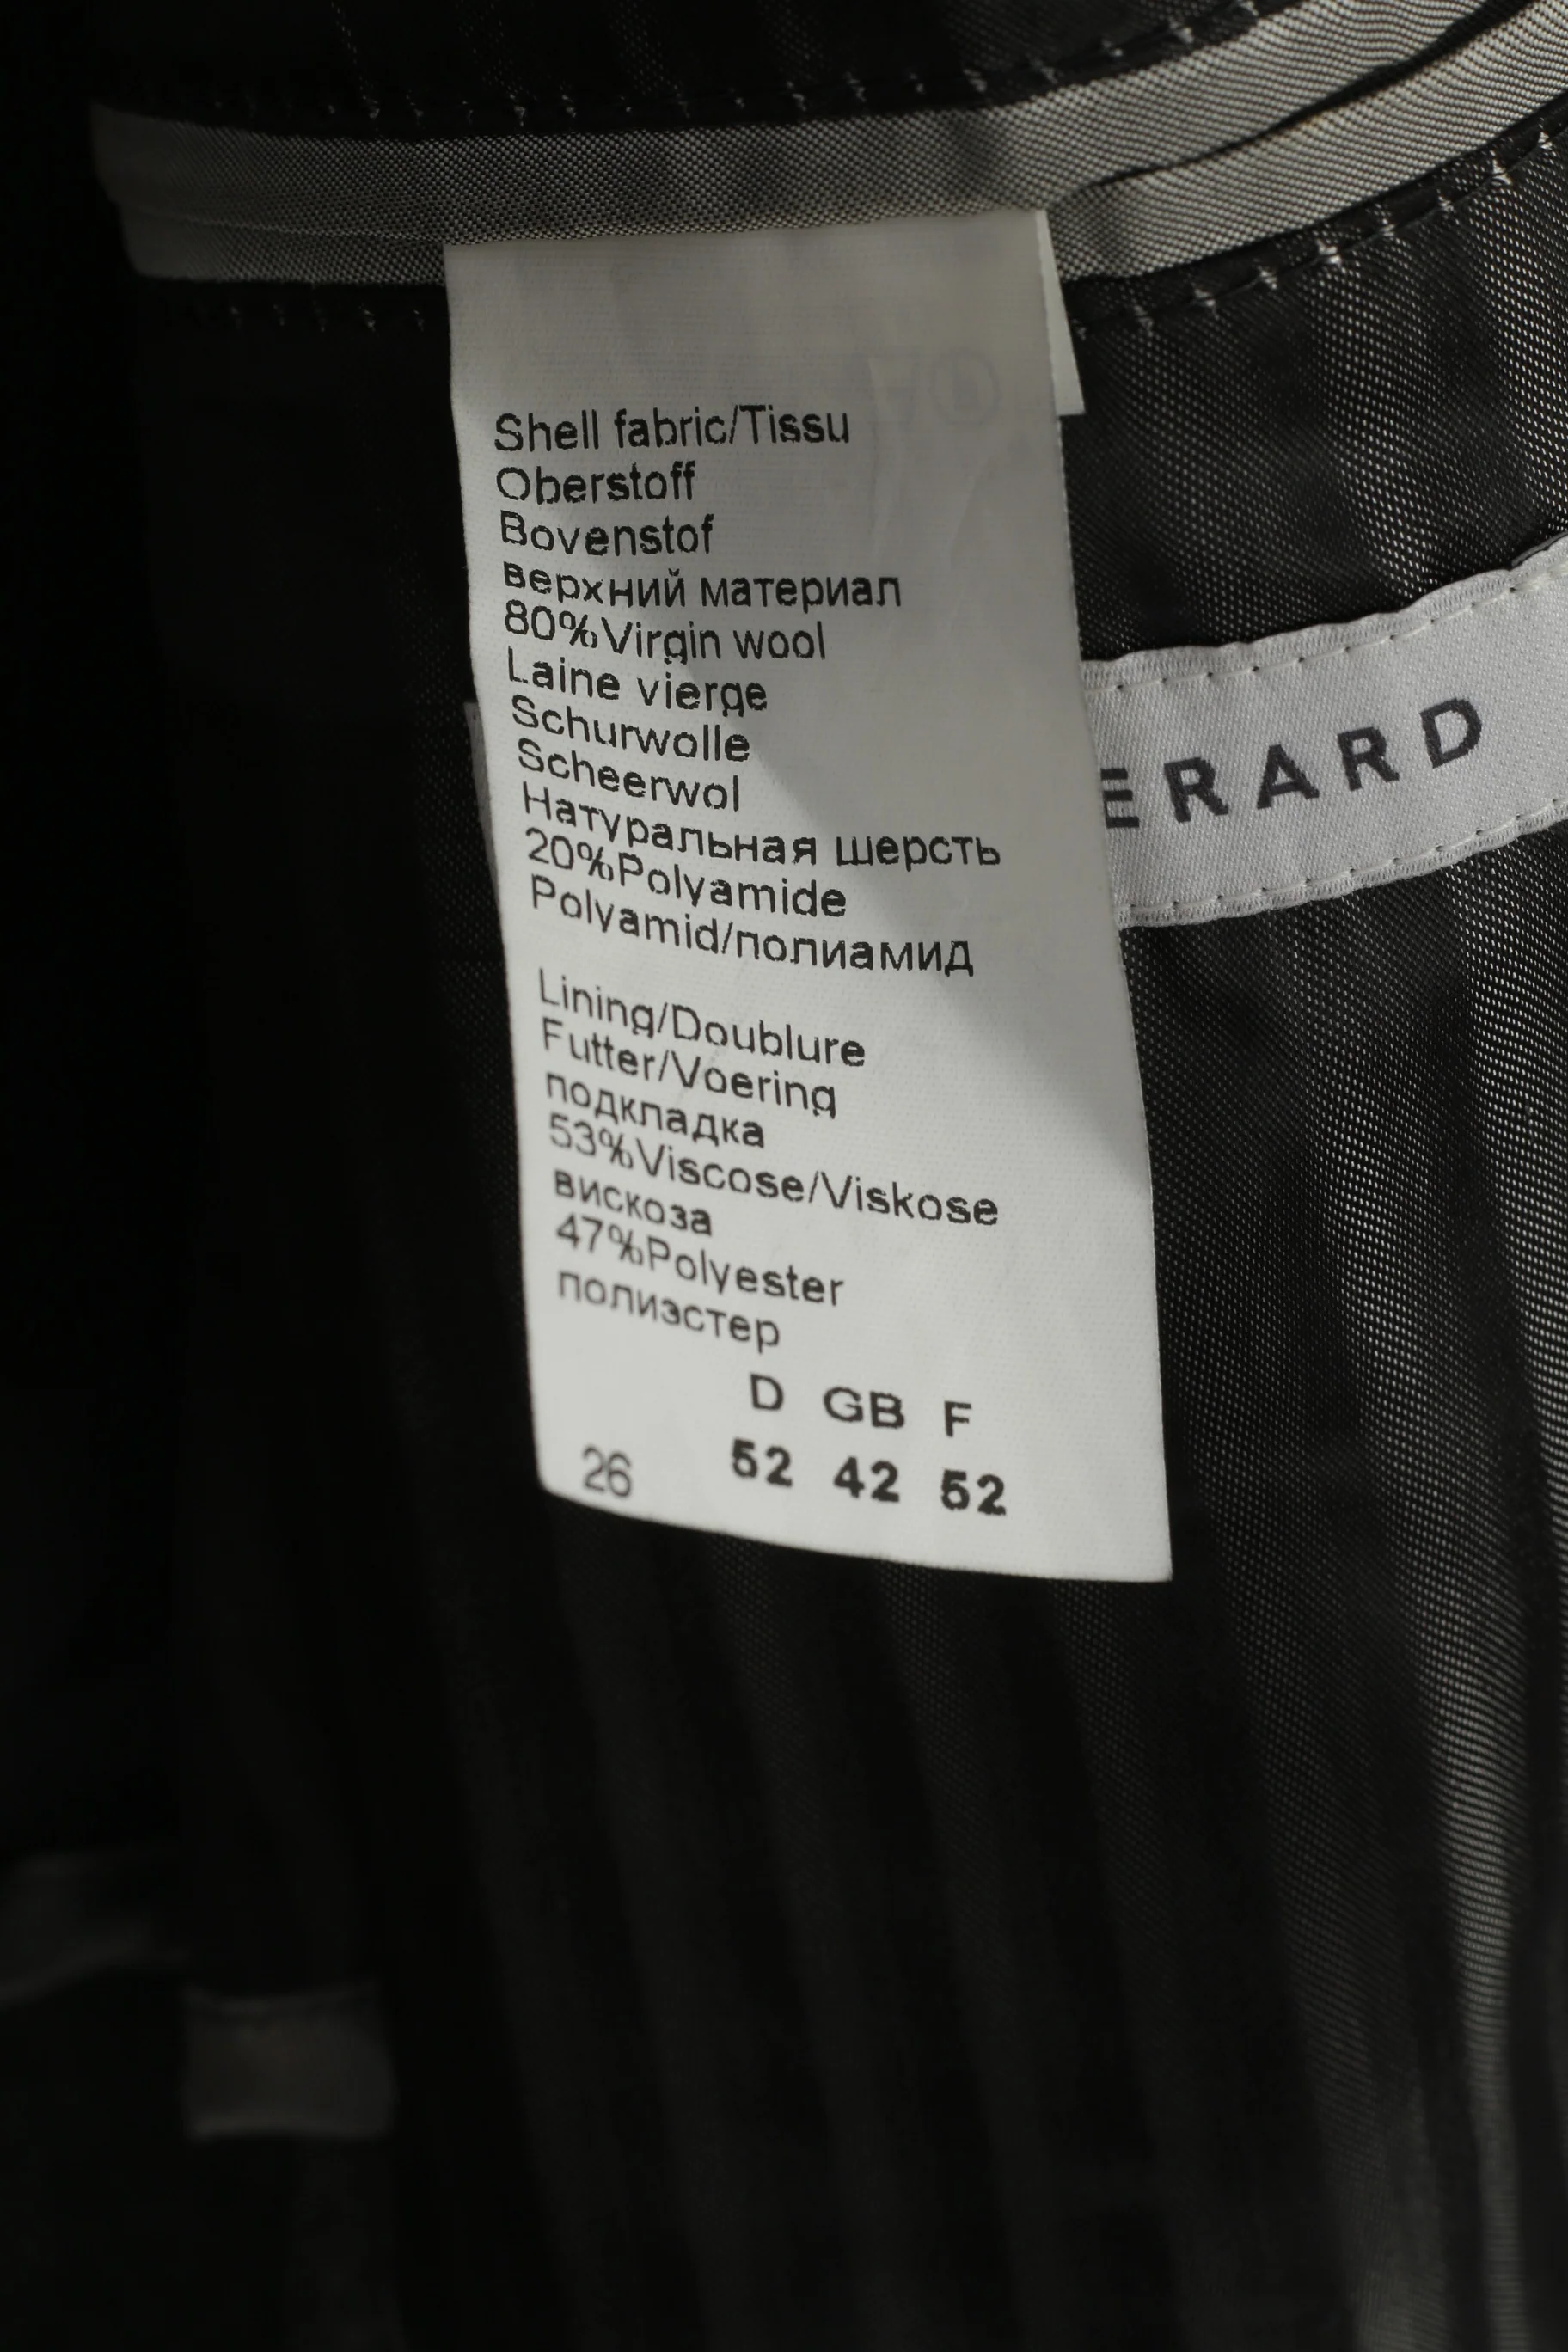 Shell fabric/Tissu
Oberstoff
Bovenstof
верхний материал
80%Virgin wool
Laine vierge
Schurwolle
Scheerwol
Натуральная шерсть
20%Polyamide
Polyamid/полиамид
Lining/Doublure
Futter/Voering
подкладка
53%Viscose/Viskose
вискоза
47%Polyester
полиэстер
D GB F
26 52 42 52
ERARD